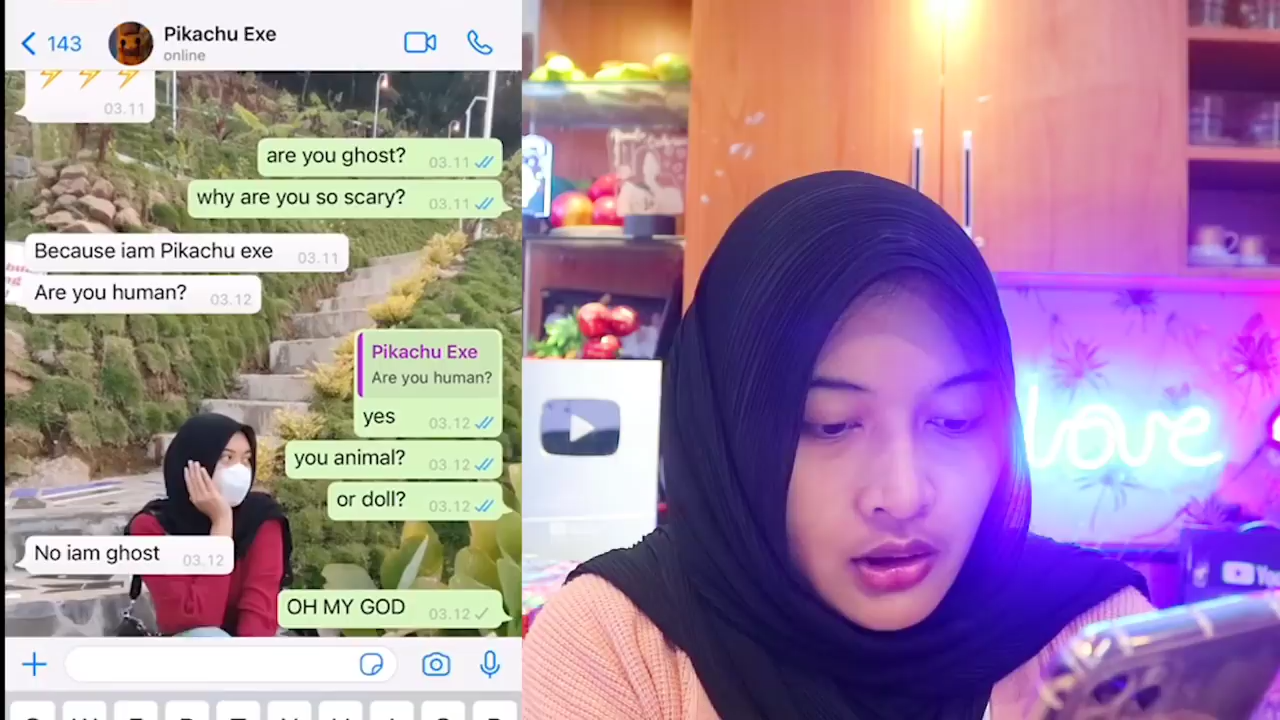 143
Pikachu Exe
online
03.11
are you ghost? 03.11
why are you so scary? 03.11
Because iam Pikachu exe 03.11
Are you human? 03.12
Pikachu Exe
Are you human?
yes 03.12
you animal? 03.12
or doll? 03.12
No iam ghost 03.12
OH MY GOD 03.12
love